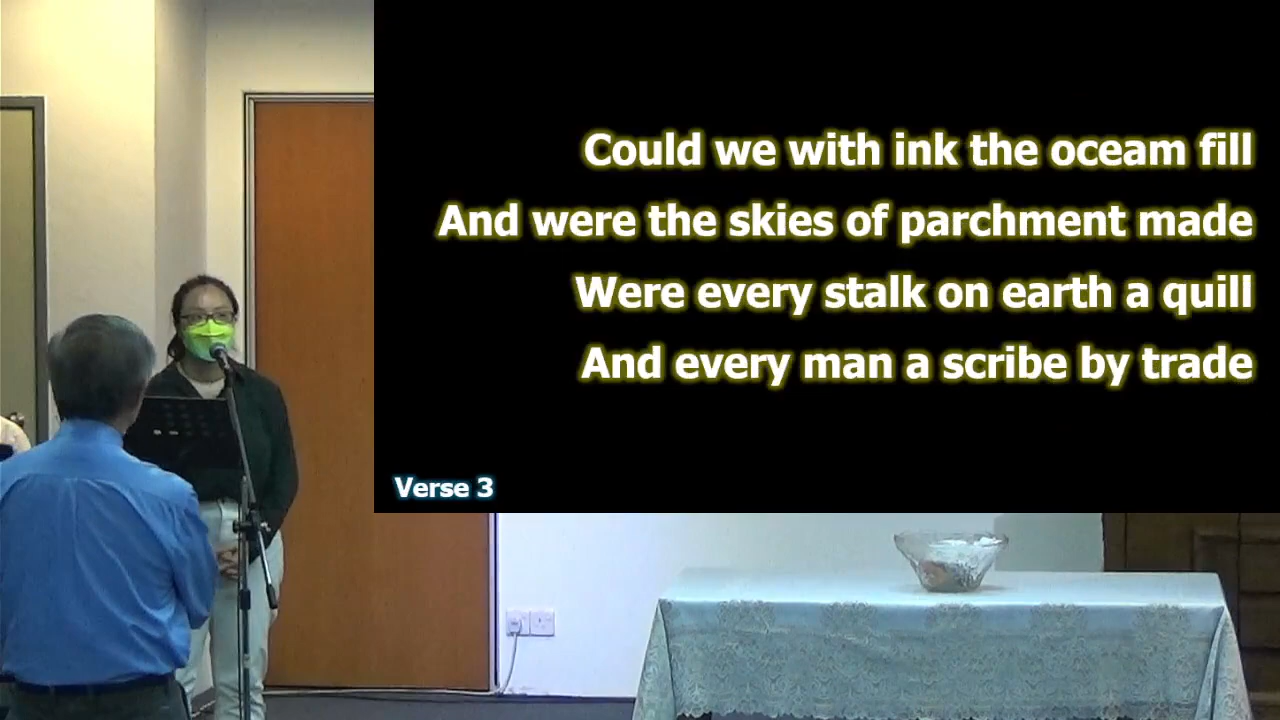 Could we with ink the oceam fill
And were the skies of parchment made
Were every stalk on earth a quill
And every man a scribe by trade
Verse 3